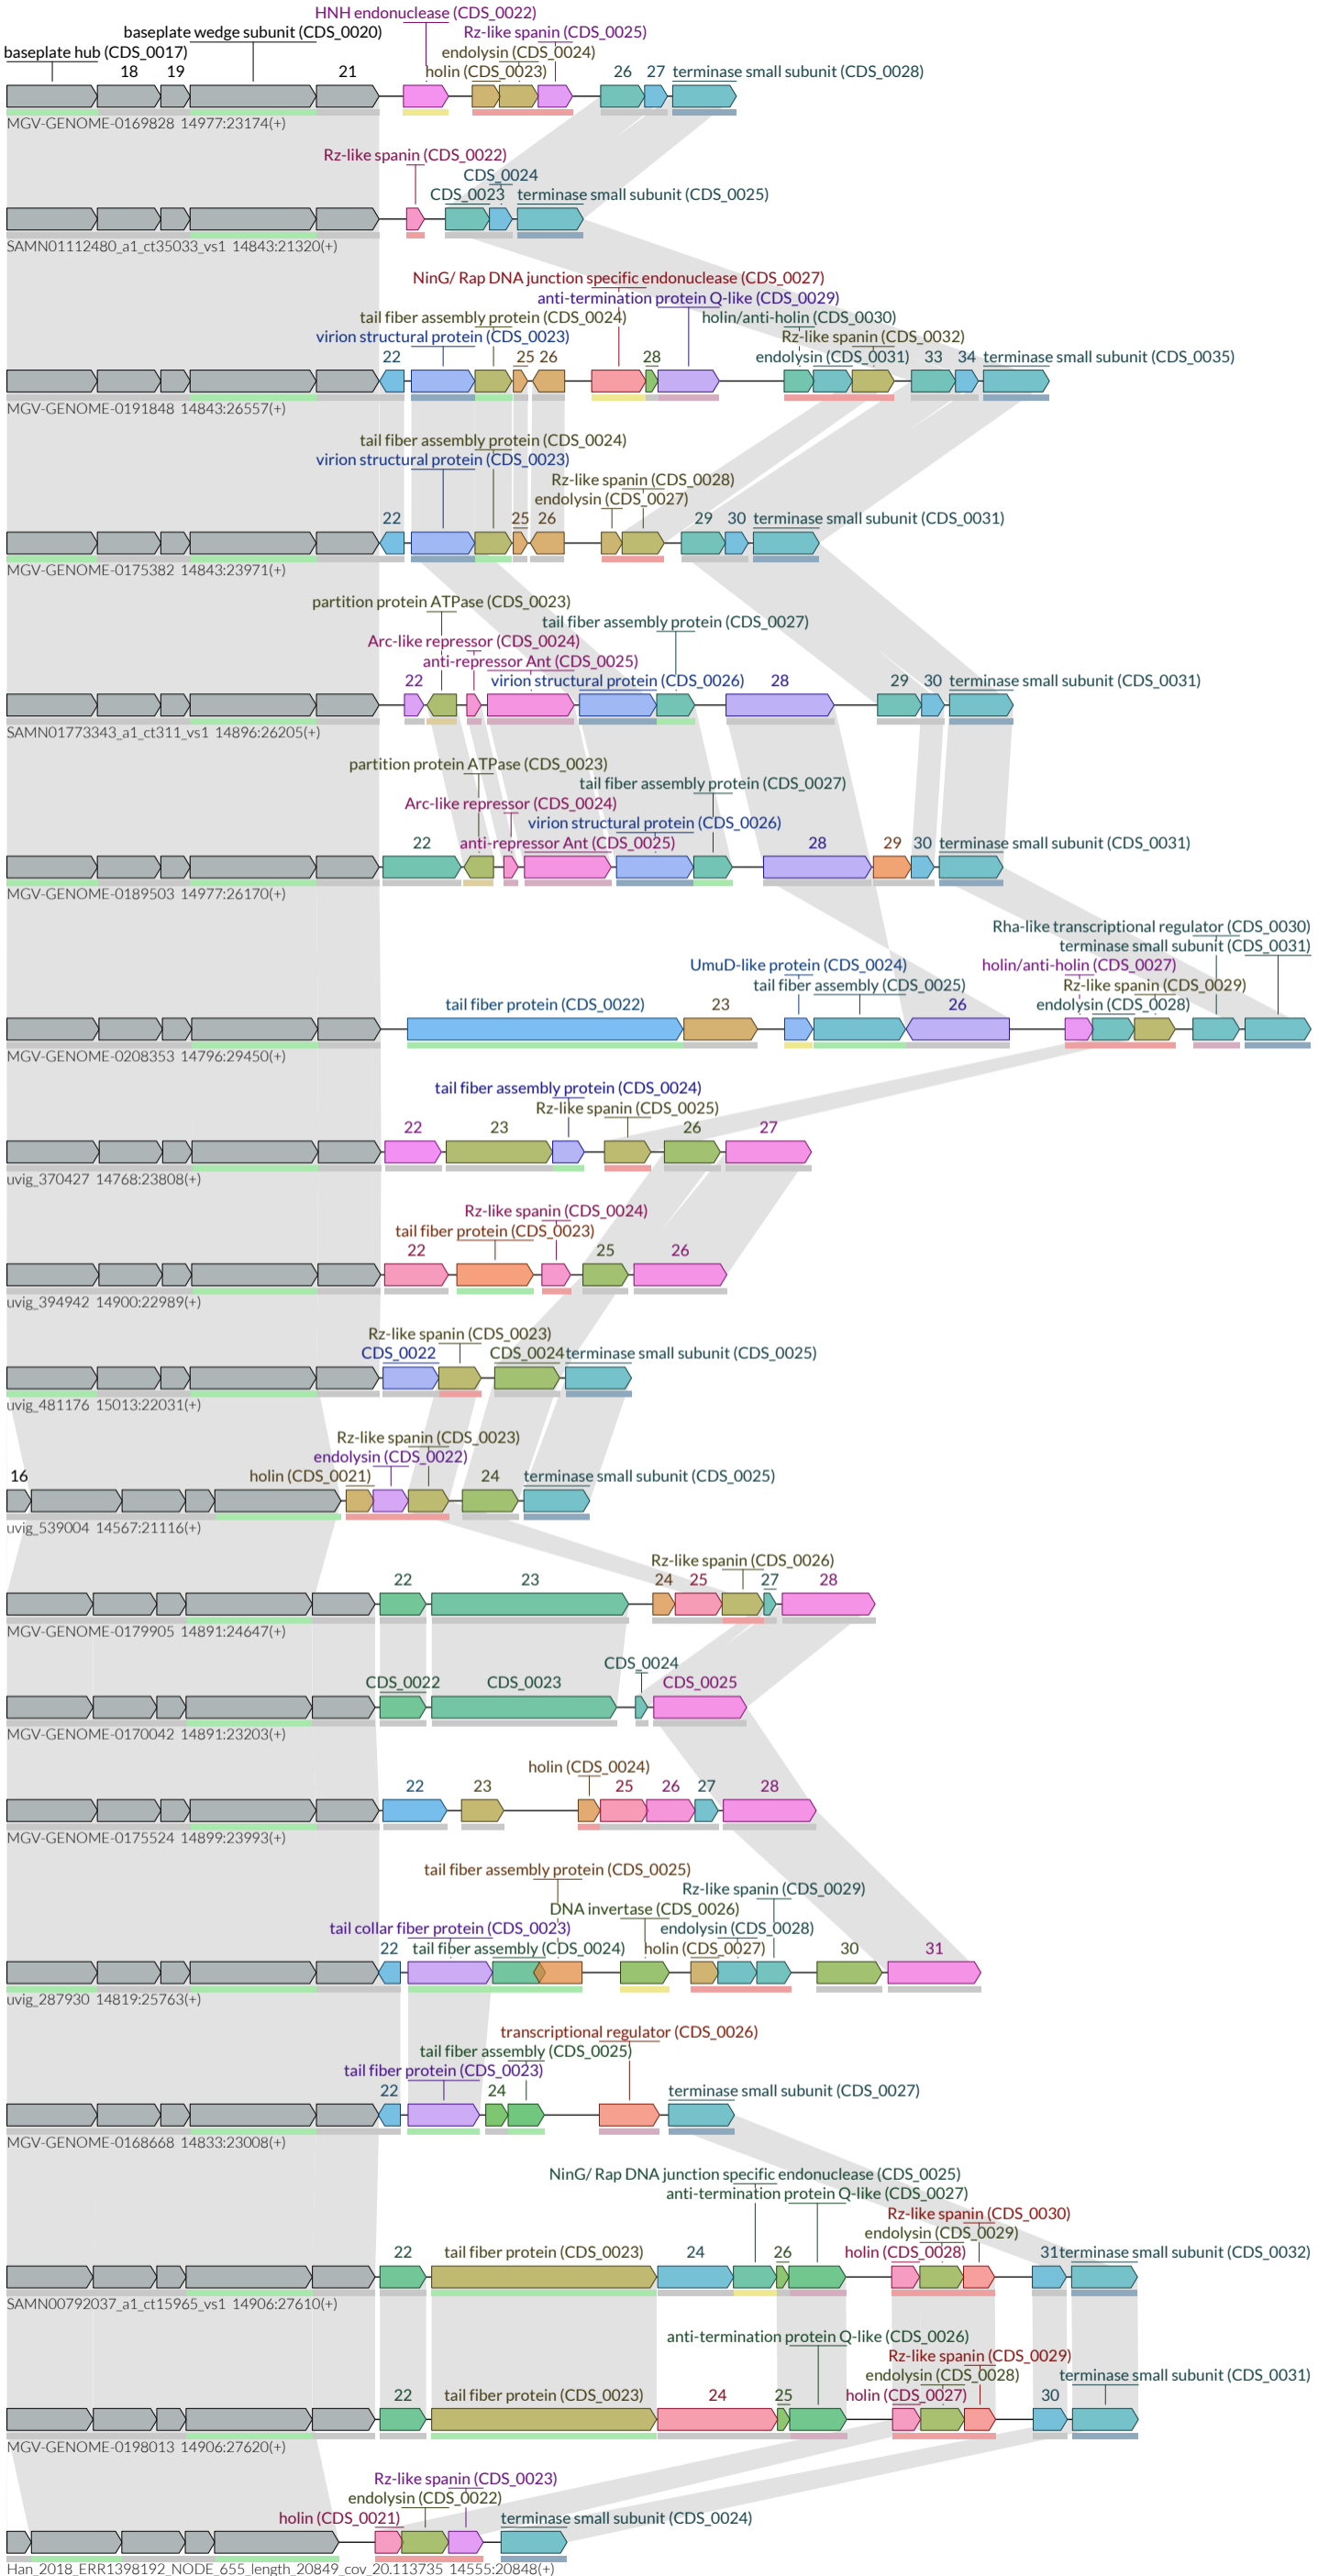 HNH endonuclease (CDS_0022)
baseplate wedge subunit (CDS_0020) Rz-like spanin (CDS_0025)
baseplate hub (CDS_0017) endolysin (CDS_0024)
18 19 21 holin (CDS_0023) 26 27 terminase small subunit (CDS_0028)
MGV-GENOME-0169828 14977:23174(+)
Rz-like spanin (CDS_0022)
CDS_0024
CDS_0023 terminase small subunit (CDS_0025)
SAMN01112480_a1_ct35033_vs1 14843:21320(+)
NinG/ Rap DNA junction specific endonuclease (CDS_0027)
anti-termination protein Q-like (CDS_0029)
tail fiber assembly protein (CDS_0024) holin/anti-holin (CDS_0030)
virion structural protein (CDS_0023) Rz-like spanin (CDS_0032)
22 25 26 28 endolysin (CDS_0031) 33 34 terminase small subunit (CDS_0035)
MGV-GENOME-0191848 14843:26557(+)
tail fiber assembly protein (CDS_0024)
virion structural protein (CDS_0023)
Rz-like spanin (CDS_0028)
endolysin (CDS_0027)
22 25 26 29 30 terminase small subunit (CDS_0031)
MGV-GENOME-0175382 14843:23971(+)
partition protein ATPase (CDS_0023)
tail fiber assembly protein (CDS_0027)
Arc-like repressor (CDS_0024)
anti-repressor Ant (CDS_0025)
22 virion structural protein (CDS_0026) 28 29 30 terminase small subunit (CDS_0031)
SAMN01773343_a1_ct311_vs1 14896:26205(+)
partition protein ATPase (CDS_0023)
tail fiber assembly protein (CDS_0027)
Arc-like repressor (CDS_0024)
virion structural protein (CDS_0026)
22 anti-repressor Ant (CDS_0025) 28 29 30 terminase small subunit (CDS_0031)
MGV-GENOME-0189503 14977:26170(+)
Rha-like transcriptional regulator (CDS_0030)
terminase small subunit (CDS_0031)
UmuD-like protein (CDS_0024) holin/anti-holin (CDS_0027)
tail fiber assembly (CDS_0025) Rz-like spanin (CDS_0029)
tail fiber protein (CDS_0022) 23 26 endolysin (CDS_0028)
MGV-GENOME-0208353 14796:29450(+)
tail fiber assembly protein (CDS_0024)
Rz-like spanin (CDS_0025)
22 23 26 27
uvig_370427 14768:23808(+)
Rz-like spanin (CDS_0024)
tail fiber protein (CDS_0023)
22 25 26
uvig_394942 14900:22989(+)
Rz-like spanin (CDS_0023)
CDS_0022 CDS_0024 terminase small subunit (CDS_0025)
uvig_481176 15013:22031(+)
Rz-like spanin (CDS_0023)
endolysin (CDS_0022)
16 holin (CDS_0021) 24 terminase small subunit (CDS_0025)
uvig_539004 14567:21116(+)
Rz-like spanin (CDS_0026)
22 23 24 25 27 28
MGV-GENOME-0179905 14891:24647(+)
CDS_0024
CDS_0022 CDS_0023 CDS_0025
MGV-GENOME-0170042 14891:23203(+)
holin (CDS_0024)
22 23 25 26 27 28
MGV-GENOME-0175524 14899:23993(+)
tail fiber assembly protein (CDS_0025)
Rz-like spanin (CDS_0029)
DNA invertase (CDS_0026)
tail collar fiber protein (CDS_0023) endolysin (CDS_0028)
22 tail fiber assembly (CDS_0024) holin (CDS_0027) 30 31
uvig_287930 14819:25763(+)
transcriptional regulator (CDS_0026)
tail fiber assembly (CDS_0025)
tail fiber protein (CDS_0023)
22 24 terminase small subunit (CDS_0027)
MGV-GENOME-0168668 14833:23008(+)
NinG/ Rap DNA junction specific endonuclease (CDS_0025)
anti-termination protein Q-like (CDS_0027)
Rz-like spanin (CDS_0030)
endolysin (CDS_0029)
22 tail fiber protein (CDS_0023) 24 26 holin (CDS_0028) 31 terminase small subunit (CDS_0032)
SAMN00792037_a1_ct15965_vs1 14906:27610(+)
anti-termination protein Q-like (CDS_0026)
Rz-like spanin (CDS_0029)
endolysin (CDS_0028) terminase small subunit (CDS_0031)
22 tail fiber protein (CDS_0023) 24 25 holin (CDS_0027) 30
MGV-GENOME-0198013 14906:27620(+)
Rz-like spanin (CDS_0023)
endolysin (CDS_0022)
holin (CDS_0021) terminase small subunit (CDS_0024)
Han_2018_ERR1398192_NODE_655_length_20849_cov_20.113735 14555:20848(+)